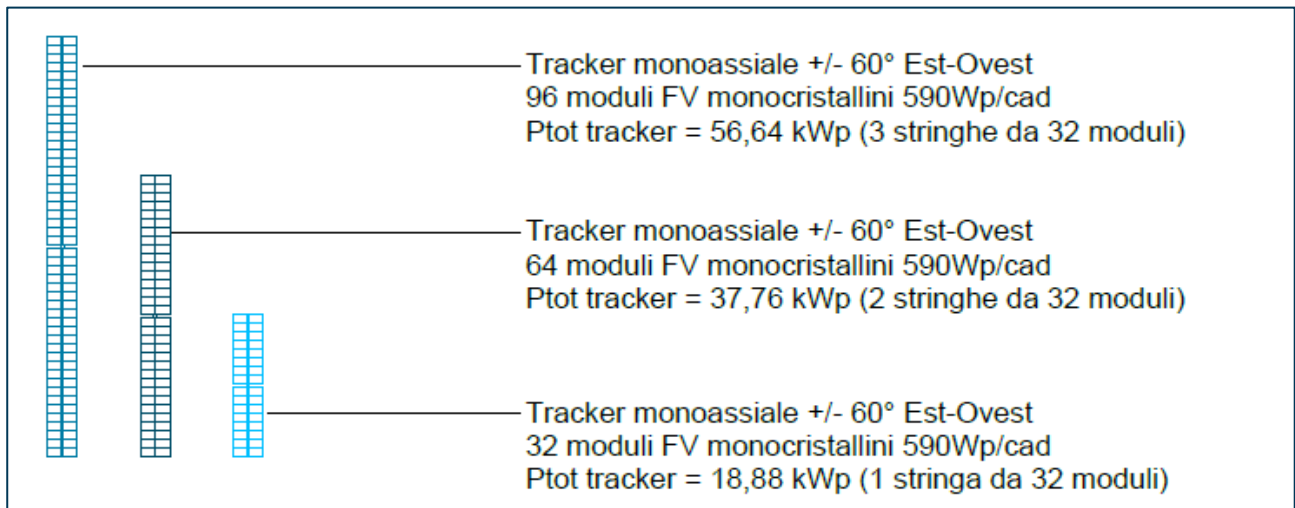 Tracker monoassiale +/- 60° Est-Ovest
96 moduli FV monocristallini 590Wp/cad
Ptot tracker = 56,64 kWp (3 stringhe da 32 moduli)
Tracker monoassiale +/- 60° Est-Ovest
64 moduli FV monocristallini 590Wp/cad
Ptot tracker = 37,76 kWp (2 stringhe da 32 moduli)
Tracker monoassiale +/- 60° Est-Ovest
32 moduli FV monocristallini 590Wp/cad
Ptot tracker = 18,88 kWp (1 stringa da 32 moduli)